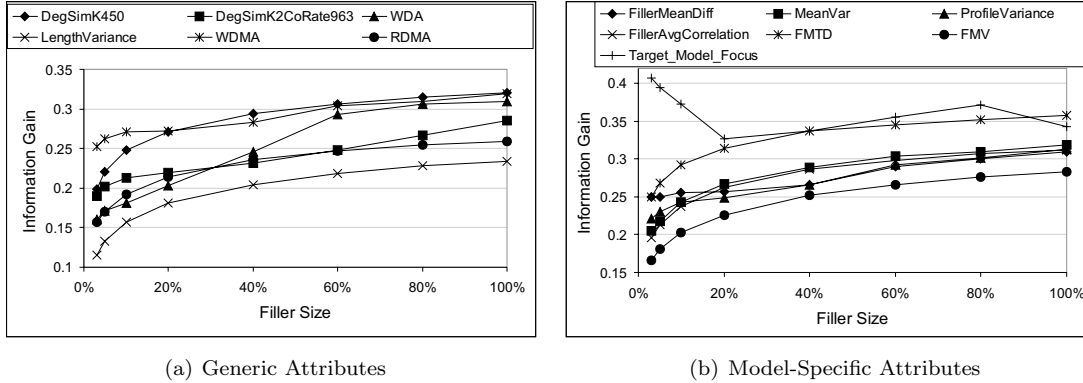 DegSimK450 DegSimK2CoRate963 WDA
LengthVariance WDMA RDMA
0.35
0.3
0.25
0.2
0.15
0.1
Information Gain
0% 20% 40% 60% 80% 100%
Filler Size
(a) Generic Attributes
FillerMeanDiff MeanVar ProfileVariance
FillerAvgCorrelation FMTD FMV
Target_Model_Focus
0.4
0.35
0.3
0.25
0.2
0.15
Information Gain
0% 20% 40% 60% 80% 100%
Filler Size
(b) Model-Specific Attributes